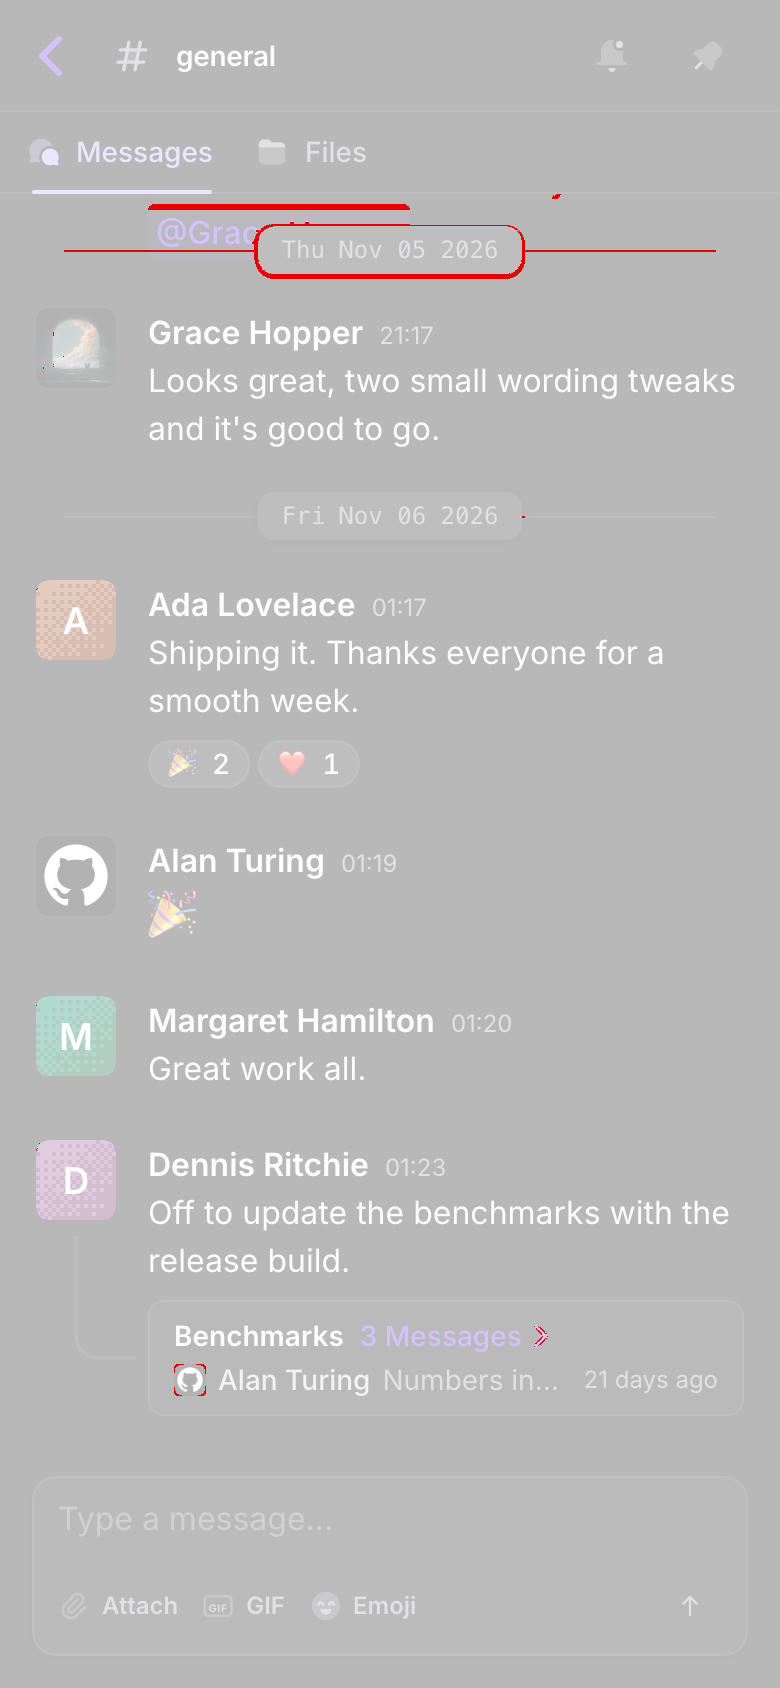 general
Messages Files
@Grac
Thu Nov 05 2026
Grace Hopper 21:17
Looks great, two small wording tweaks
and it's good to go.
Fri Nov 06 2026
A
Ada Lovelace 01:17
Shipping it. Thanks everyone for a
smooth week.
2 1
Alan Turing 01:19
M
Margaret Hamilton 01:20
Great work all.
D
Dennis Ritchie 01:23
Off to update the benchmarks with the
release build.
Benchmarks 3 Messages
Alan Turing Numbers in... 21 days ago
Type a message...
Attach GIF GIF Emoji